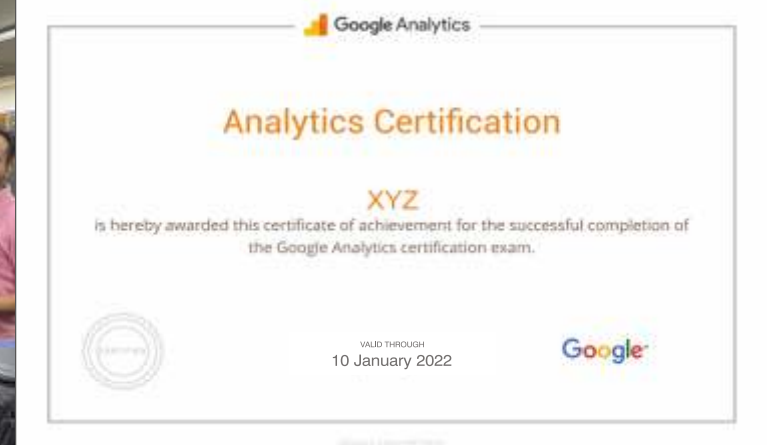 Google Analytics
Analytics Certification
XYZ
is hereby awarded this certificate of achievement for the successful completion of
the Google Analytics certification exam.
CERTIFIED
VALID THROUGH
10 January 2022
Google